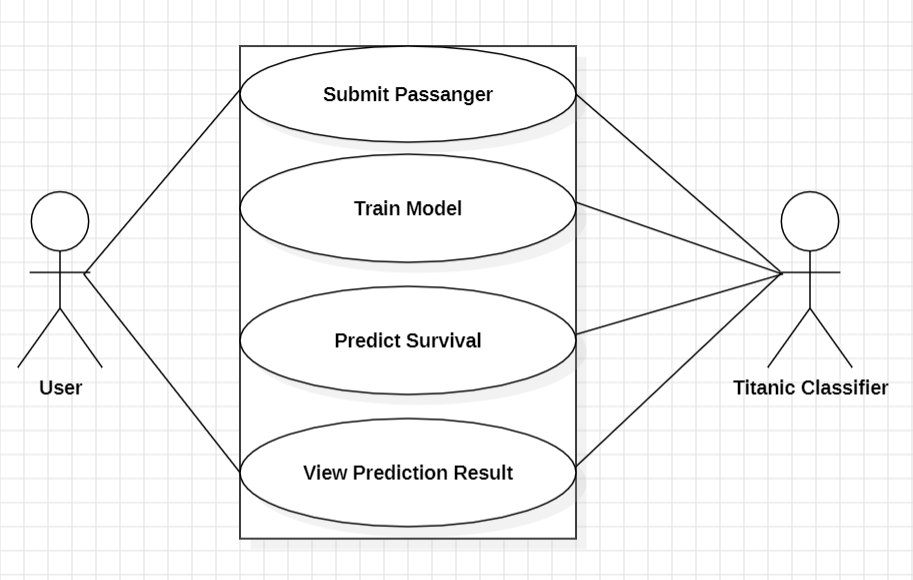 Submit Passanger
Train Model
Predict Survival
User
Titanic Classifier
View Prediction Result